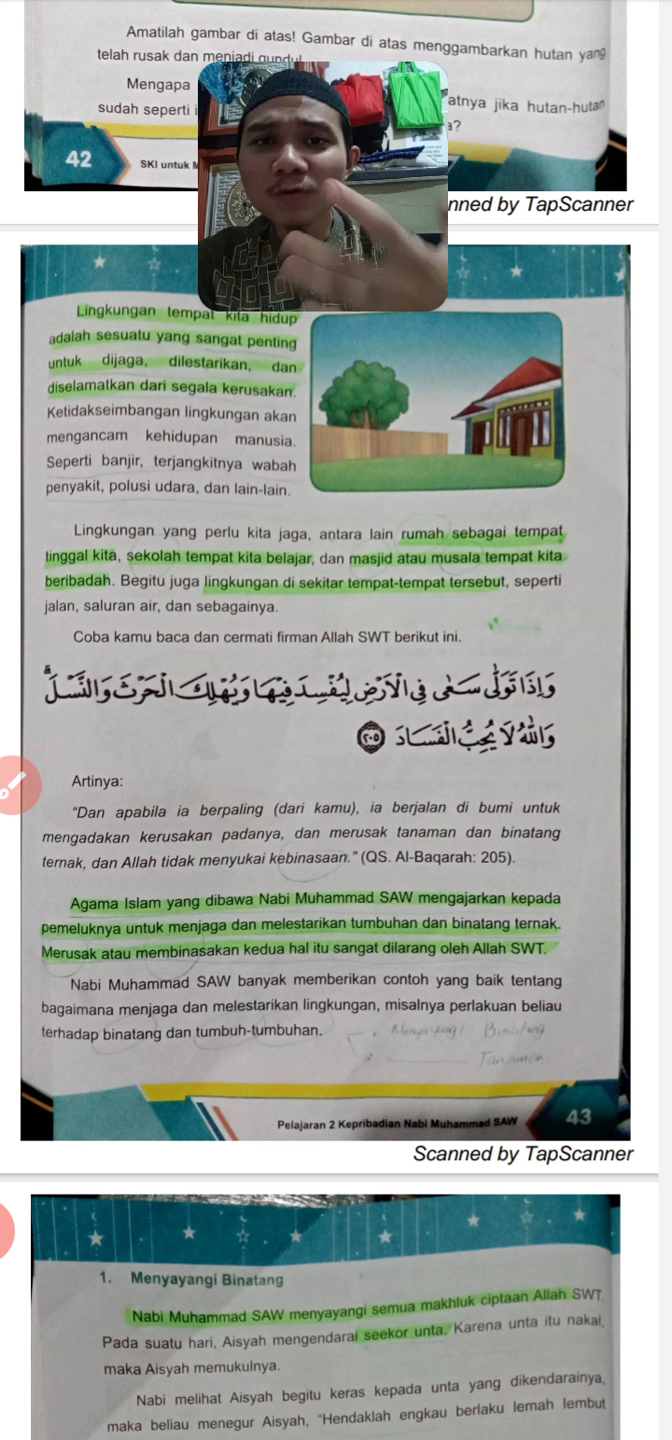 Amatilah gambar di atas! Gambar di atas menggambarkan hutan yang
telah rusak dan menjadi gundul
Mengapa
atnya jika hutan-hutan
sudah seperti i
a?
42
SKI untuk M
nned by TapScanner
Lingkungan tempat kita hidup
adalah sesuatu yang sangat penting
untuk dijaga, dilestarikan, dan
diselamatkan dari segala kerusakan.
Ketidakseimbangan lingkungan akan
mengancam kehidupan manusia.
Seperti banjir, terjangkitnya wabah
penyakit, polusi udara, dan lain-lain.
Lingkungan yang perlu kita jaga, antara lain rumah sebagai tempat
tinggal kita, sekolah tempat kita belajar, dan masjid atau musala tempat kita
beribadah. Begitu juga lingkungan di sekitar tempat-tempat tersebut, seperti
jalan, saluran air, dan sebagainya.
Coba kamu baca dan cermati firman Allah SWT berikut ini.
وَاِذَا تَوَلّٰى سَعٰى فِى الْاَرْضِ لِيُفْسِدَ فِيْهَا وَيُهْلِكَ الْحَرْثَ وَالنَّسْلَ ۗ
وَاللّٰهُ لَا يُحِبُّ الْفَسَادَ ٢٠٥
Artinya:
"Dan apabila ia berpaling (dari kamu), ia berjalan di bumi untuk
mengadakan kerusakan padanya, dan merusak tanaman dan binatang
ternak, dan Allah tidak menyukai kebinasaan." (QS. Al-Baqarah: 205).
Agama Islam yang dibawa Nabi Muhammad SAW mengajarkan kepada
pemeluknya untuk menjaga dan melestarikan tumbuhan dan binatang ternak.
Merusak atau membinasakan kedua hal itu sangat dilarang oleh Allah SWT.
Nabi Muhammad SAW banyak memberikan contoh yang baik tentang
bagaimana menjaga dan melestarikan lingkungan, misalnya perlakuan beliau
terhadap binatang dan tumbuh-tumbuhan.
Menyayangi Binatang
Tanaman
Pelajaran 2 Kepribadian Nabi Muhammad SAW
43
Scanned by TapScanner
1. Menyayangi Binatang
Nabi Muhammad SAW menyayangi semua makhluk ciptaan Allah SWT.
Pada suatu hari, Aisyah mengendarai seekor unta. Karena unta itu nakal,
maka Aisyah memukulnya.
Nabi melihat Aisyah begitu keras kepada unta yang dikendarainya,
maka beliau menegur Aisyah, "Hendaklah engkau berlaku lemah lembut